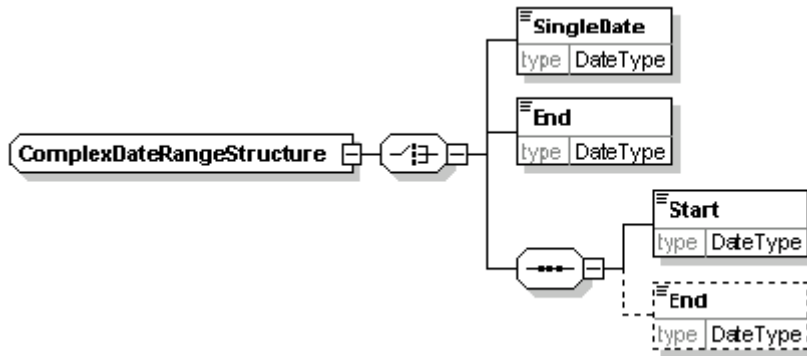 SingleDate
type DateType
End
type DateType
ComplexDateRangeStructure
Start
type DateType
End
type DateType